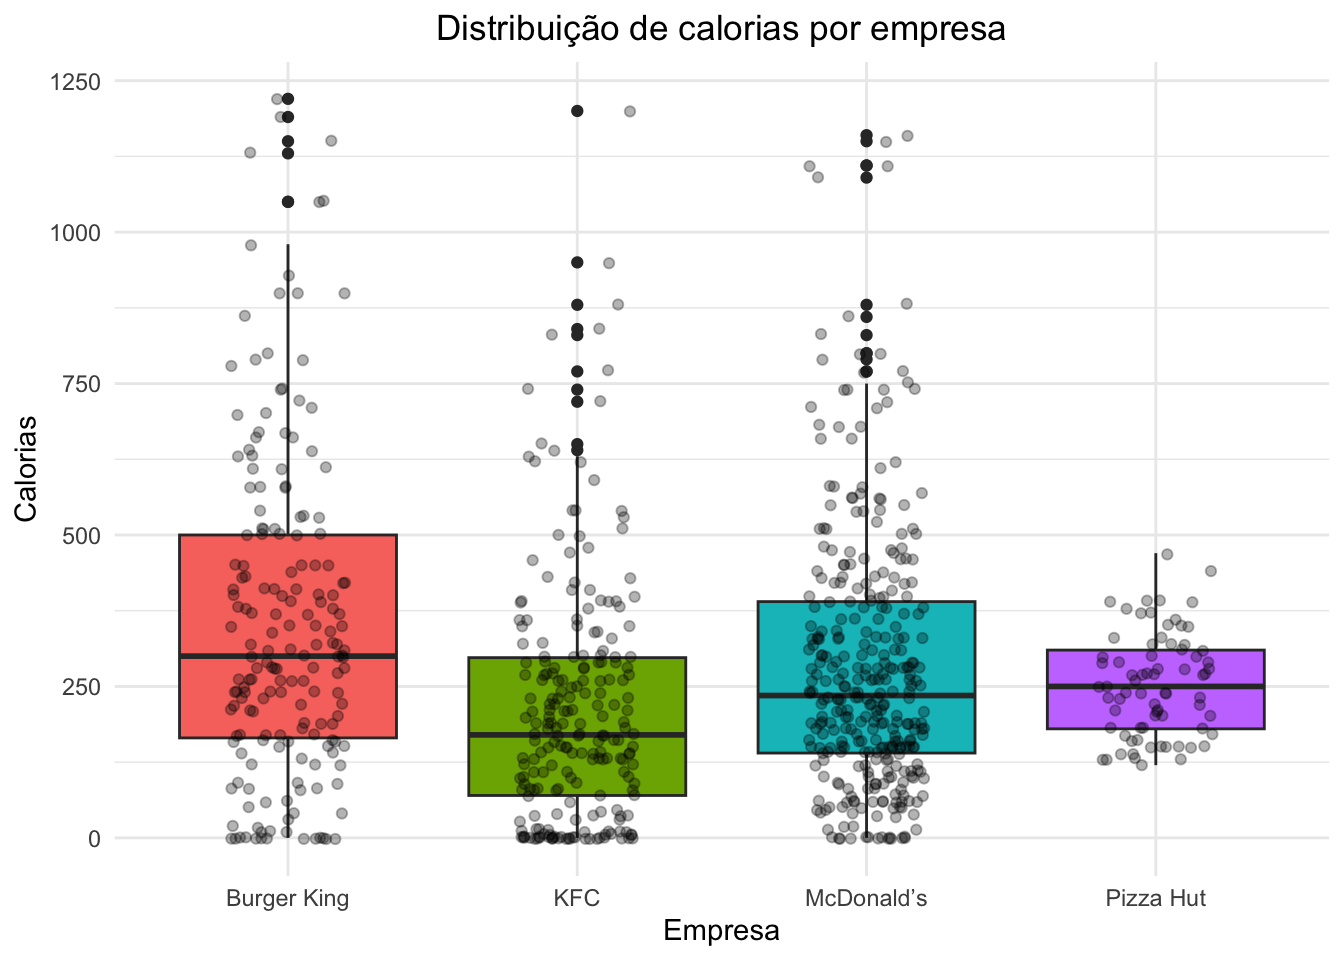 Distribuição de calorias por empresa
1250
1000
750
500
250
0
Calorias
Burger King
KFC
McDonald’s
Pizza Hut
Empresa